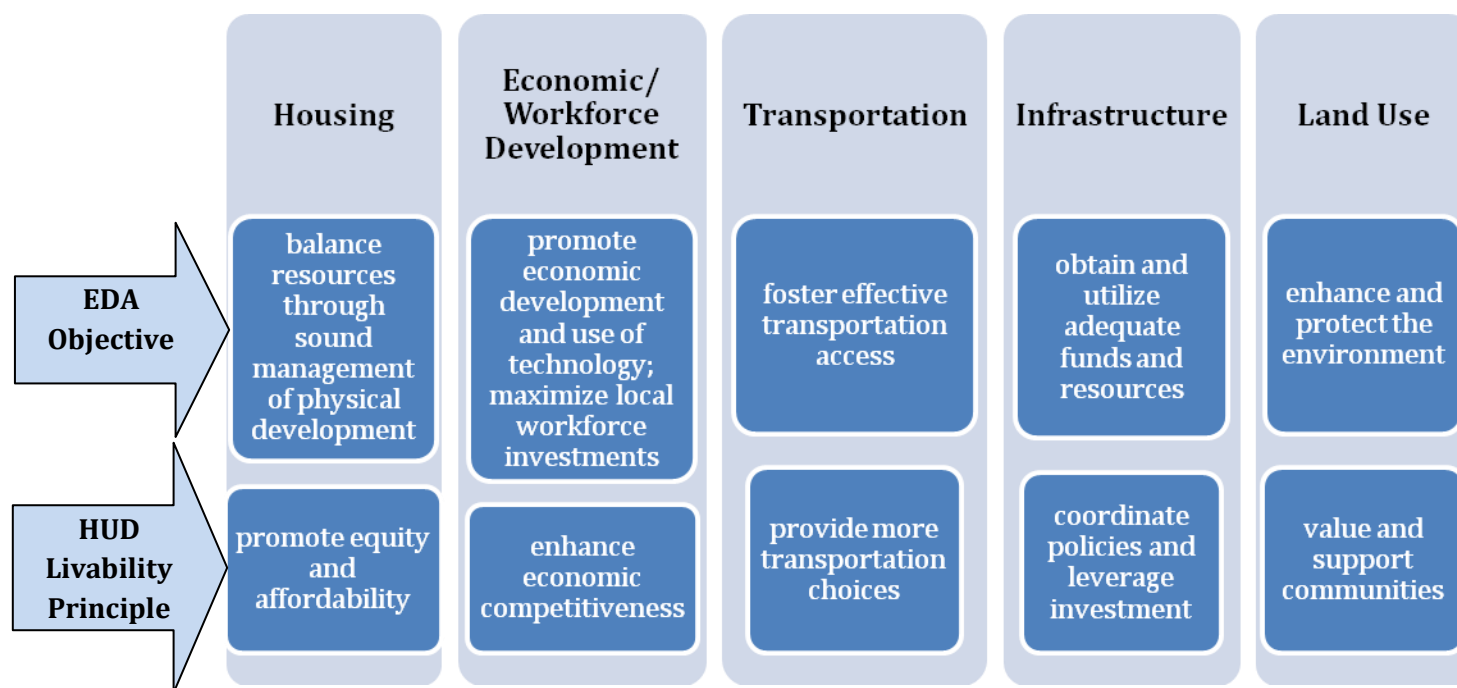 Housing
Economic/
Workforce
Development
Transportation
Infrastructure
Land Use
EDA
Objective
balance
resources
through
sound
management
of physical
development
promote
economic
development
and use of
technology;
maximize local
workforce
investments
foster effective
transportation
access
obtain and
utilize
adequate
funds and
resources
enhance and
protect the
environment
HUD
Livability
Principle
promote equity
and
affordability
enhance
economic
competitiveness
provide more
transportation
choices
coordinate
policies and
leverage
investment
value and
support
communities